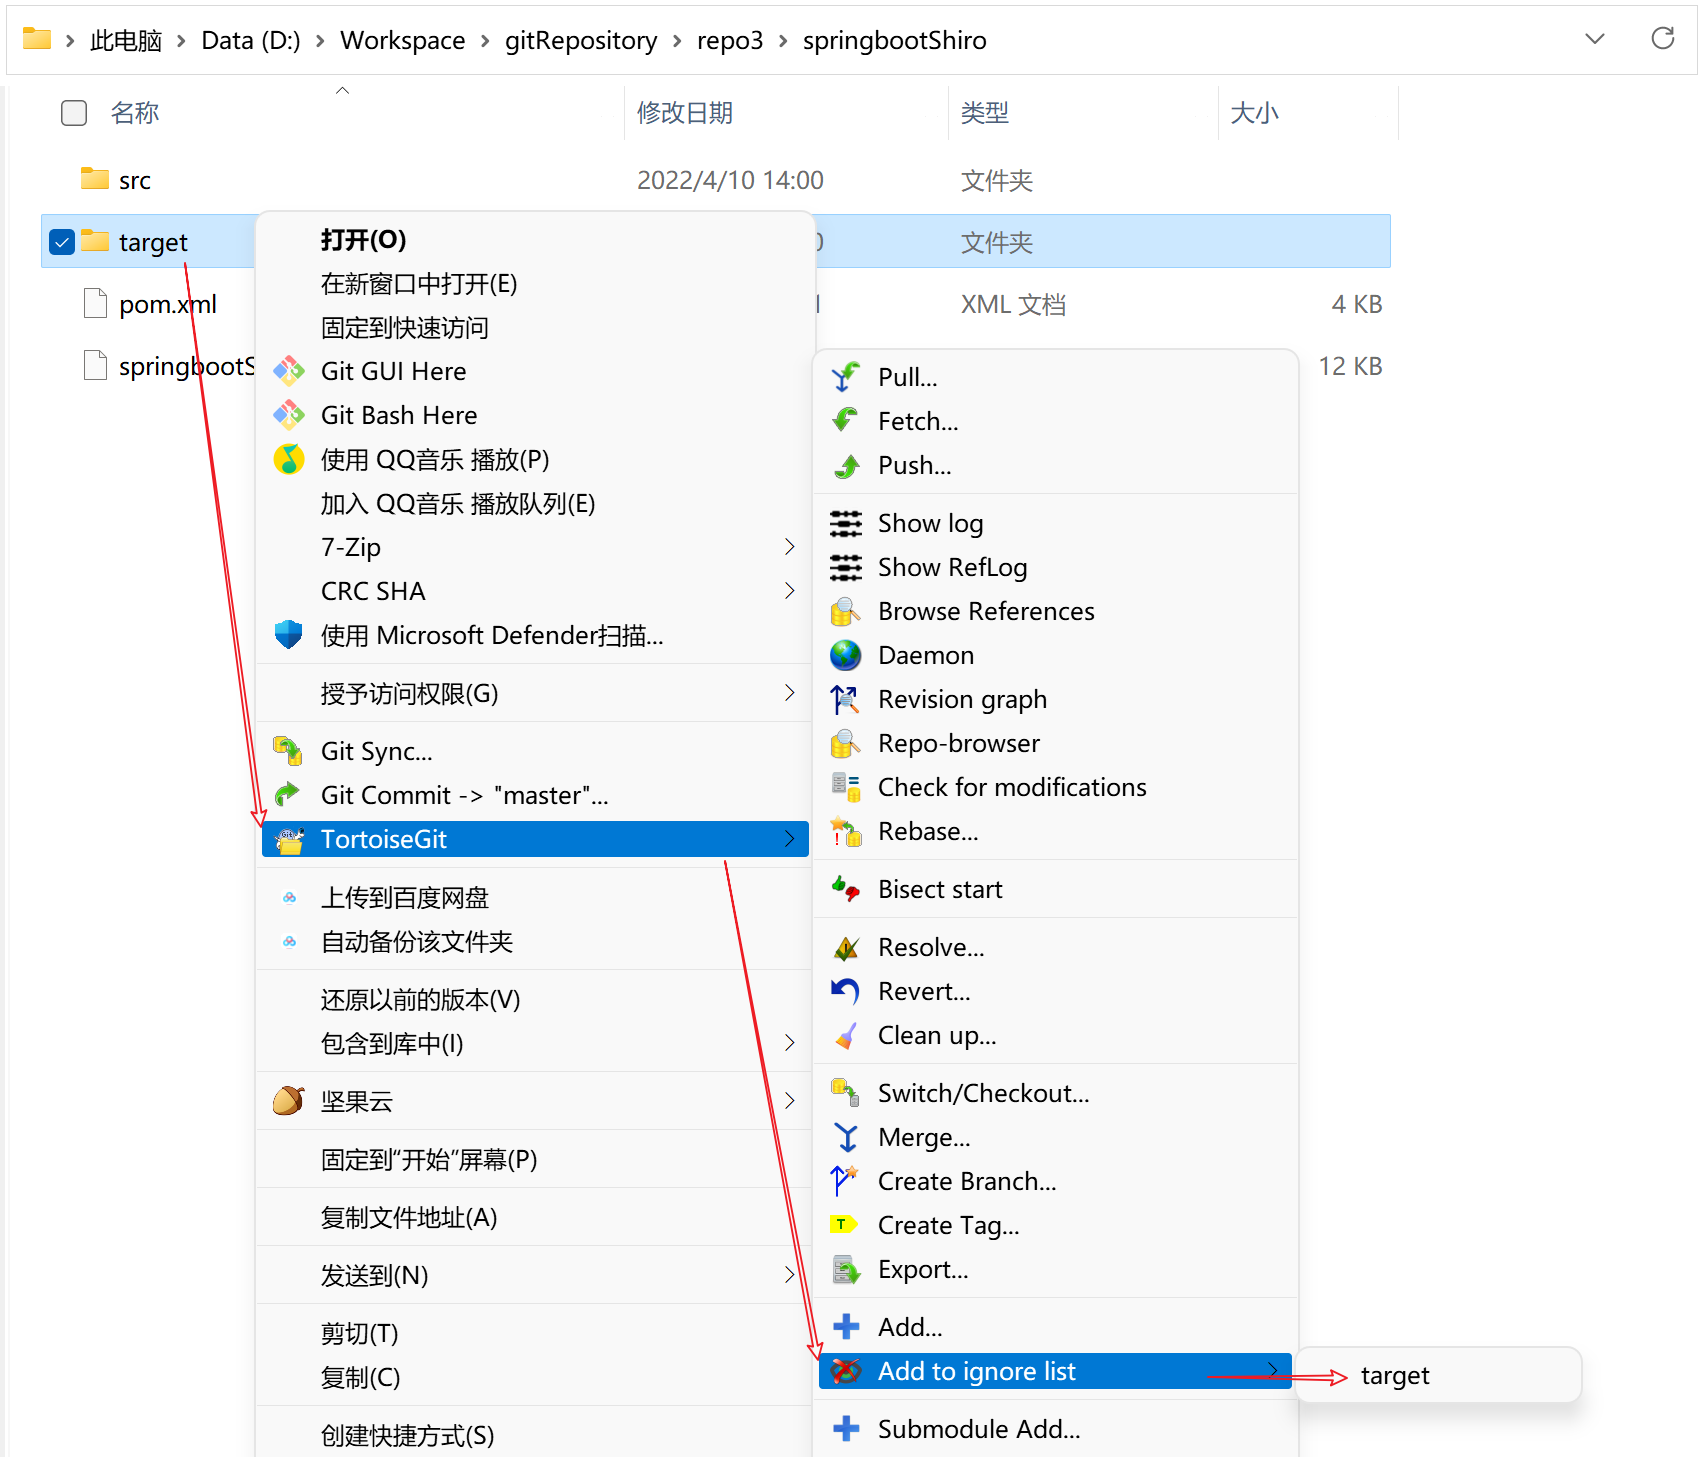 此电脑 > Data (D:) > Workspace > gitRepository > repo3 > springbootShiro
名称 修改日期 类型 大小
src 2022/4/10 14:00 文件夹
target 文件夹
pom.xml XML 文档 4 KB
springbootS 12 KB
打开(O)
在新窗口中打开(E)
固定到快速访问
Git GUI Here
Git Bash Here
使用 QQ音乐 播放(P)
加入 QQ音乐 播放队列(E)
7-Zip
CRC SHA
使用 Microsoft Defender扫描...
授予访问权限(G)
Git Sync...
Git Commit -> "master"...
TortoiseGit
上传到百度网盘
自动备份该文件夹
还原以前的版本(V)
包含到库中(I)
坚果云
固定到“开始”屏幕(P)
复制文件地址(A)
发送到(N)
剪切(T)
复制(C)
创建快捷方式(S)
Pull...
Fetch...
Push...
Show log
Show RefLog
Browse References
Daemon
Revision graph
Repo-browser
Check for modifications
Rebase...
Bisect start
Resolve...
Revert...
Clean up...
Switch/Checkout...
Merge...
Create Branch...
Create Tag...
Export...
Add...
Add to ignore list
Submodule Add...
target